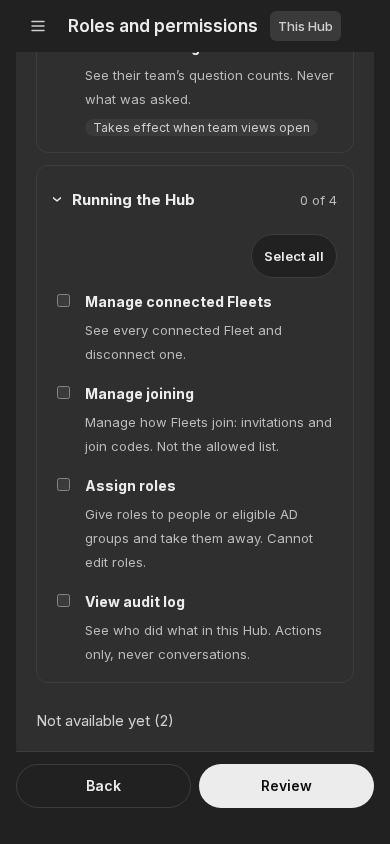 Roles and permissions
This Hub
See their team's question counts. Never
what was asked.
Takes effect when team views open
Running the Hub
0 of 4
Select all
Manage connected Fleets
See every connected Fleet and
disconnect one.
Manage joining
Manage how Fleets join: invitations and
join codes. Not the allowed list.
Assign roles
Give roles to people or eligible AD
groups and take them away. Cannot
edit roles.
View audit log
See who did what in this Hub. Actions
only, never conversations.
Not available yet (2)
Back
Review